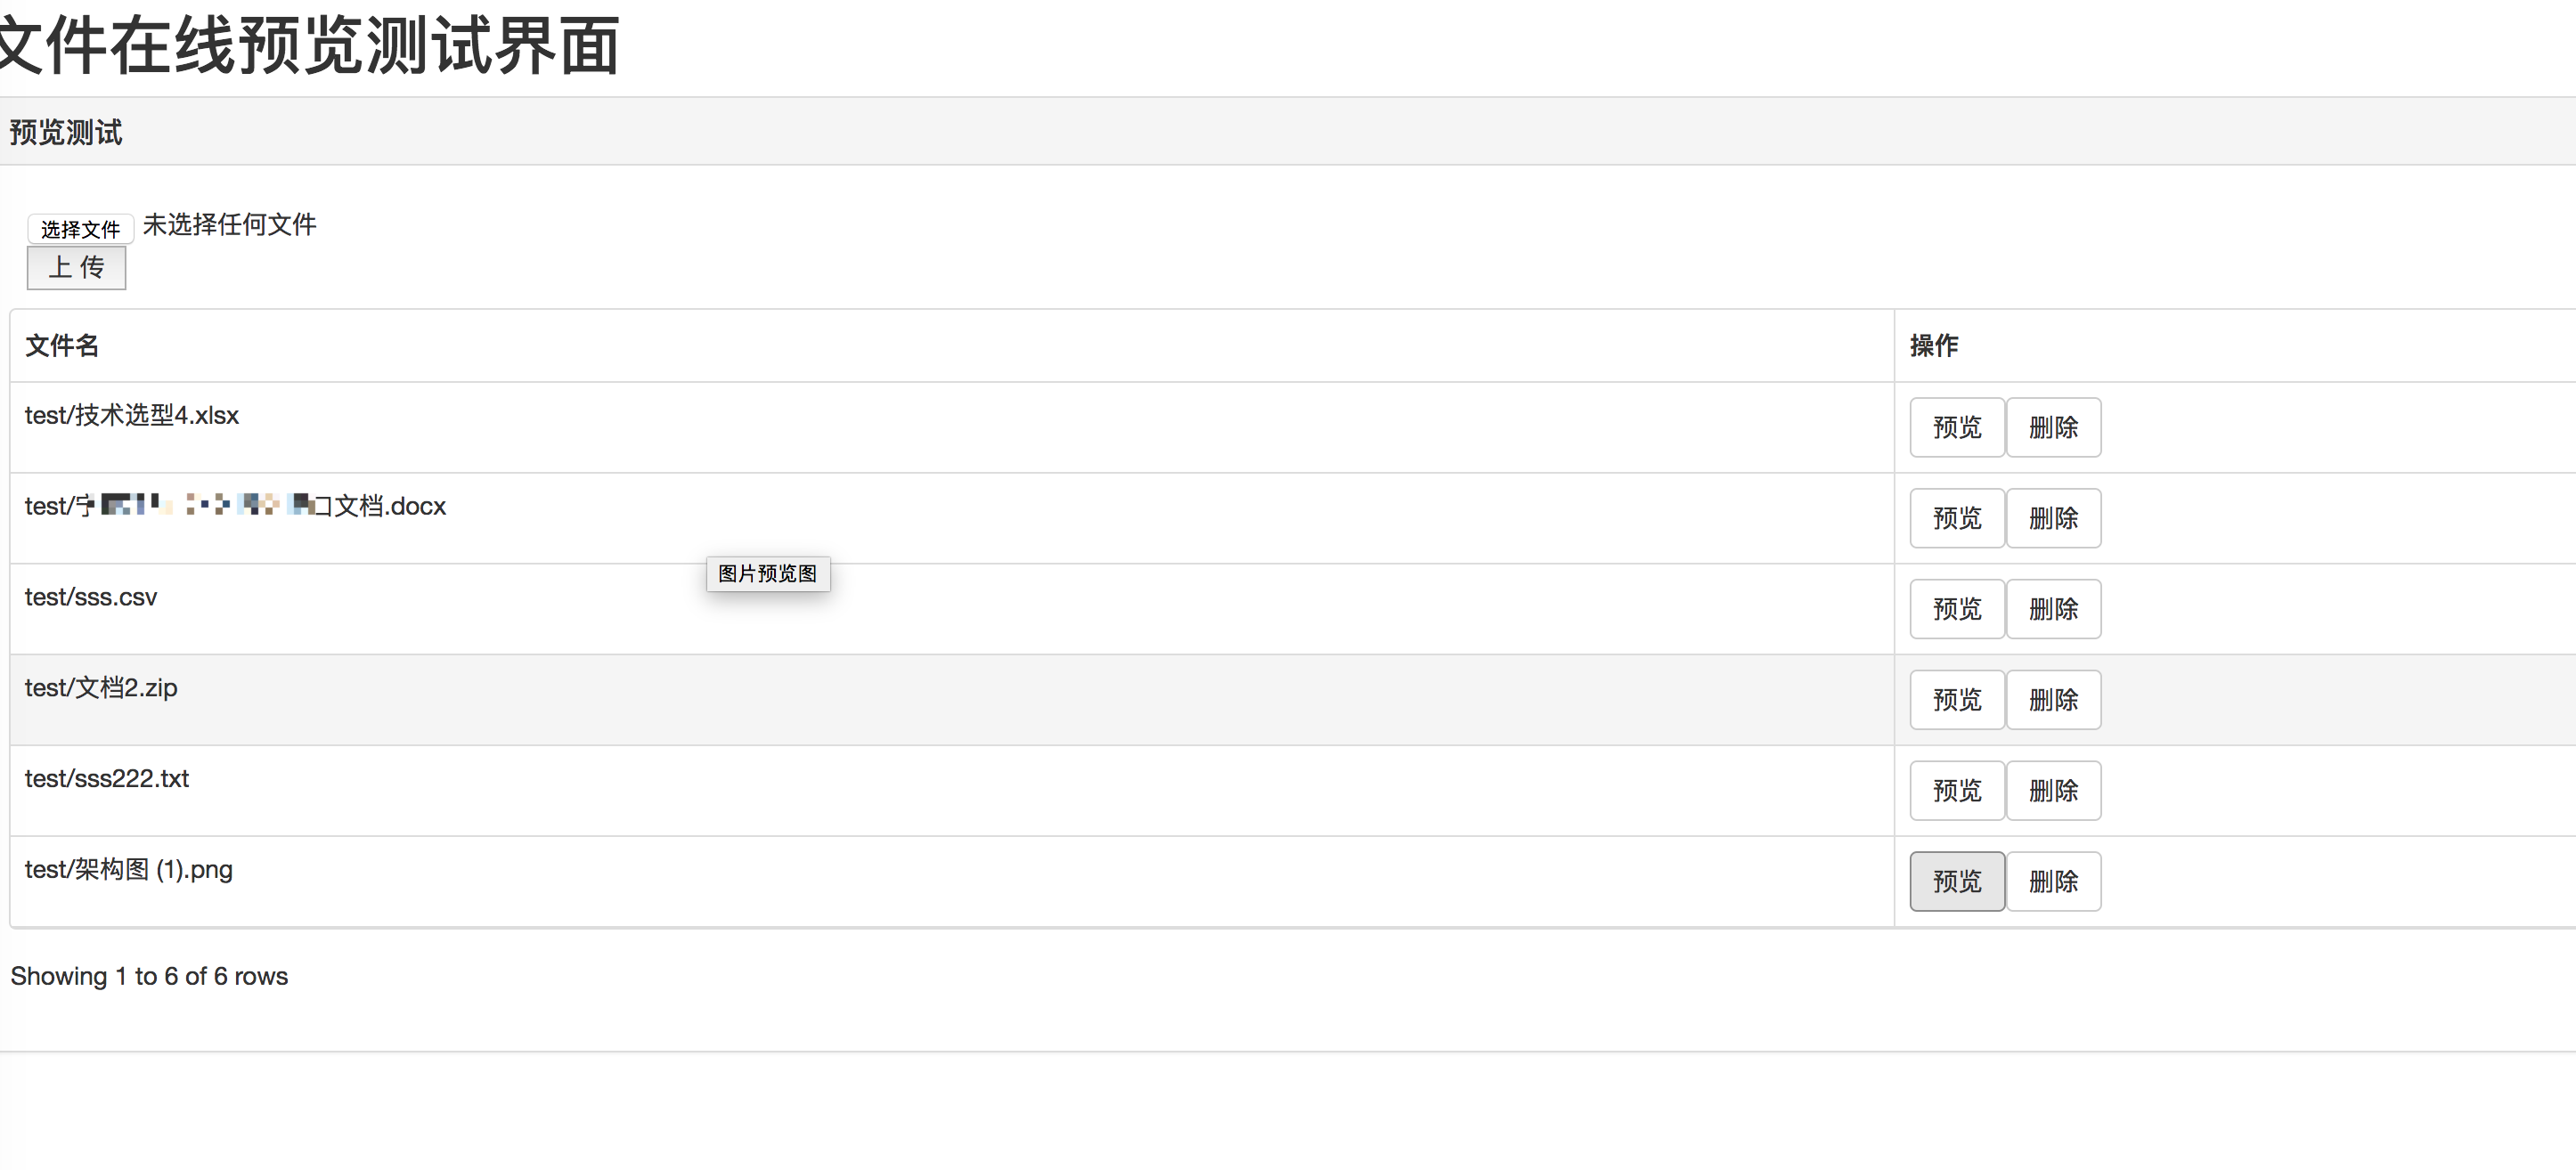 文件在线预览测试界面
预览测试
选择文件 未选择任何文件
上 传
文件名 操作
test/技术选型4.xlsx 预览 删除
test/ 文档.docx 预览 删除
图片预览图
test/sss.csv 预览 删除
test/文档2.zip 预览 删除
test/sss222.txt 预览 删除
test/架构图 (1).png 预览 删除
Showing 1 to 6 of 6 rows